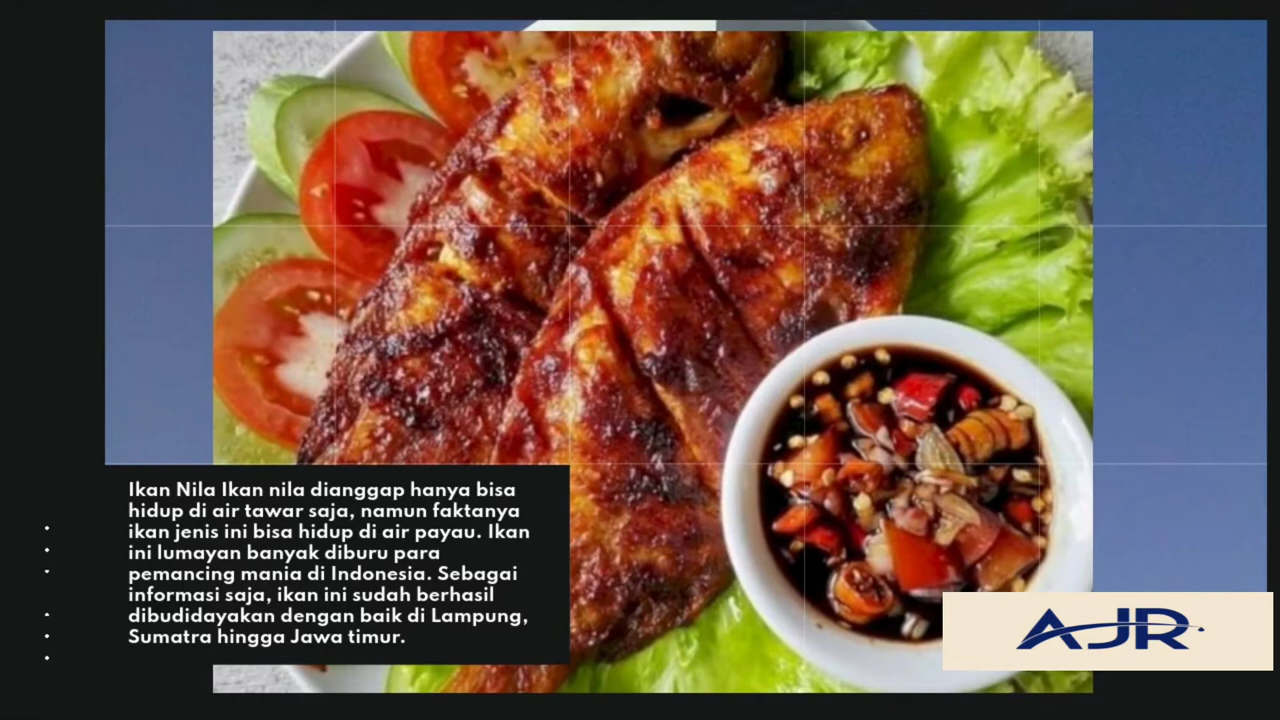 Ikan Nila Ikan nila dianggap hanya bisa
hidup di air tawar saja, namun faktanya
ikan jenis ini bisa hidup di air payau. Ikan
ini lumayan banyak diburu para
pemancing mania di Indonesia. Sebagai
informasi saja, ikan ini sudah berhasil
dibudidayakan dengan baik di Lampung,
Sumatra hingga Jawa timur.
AJR